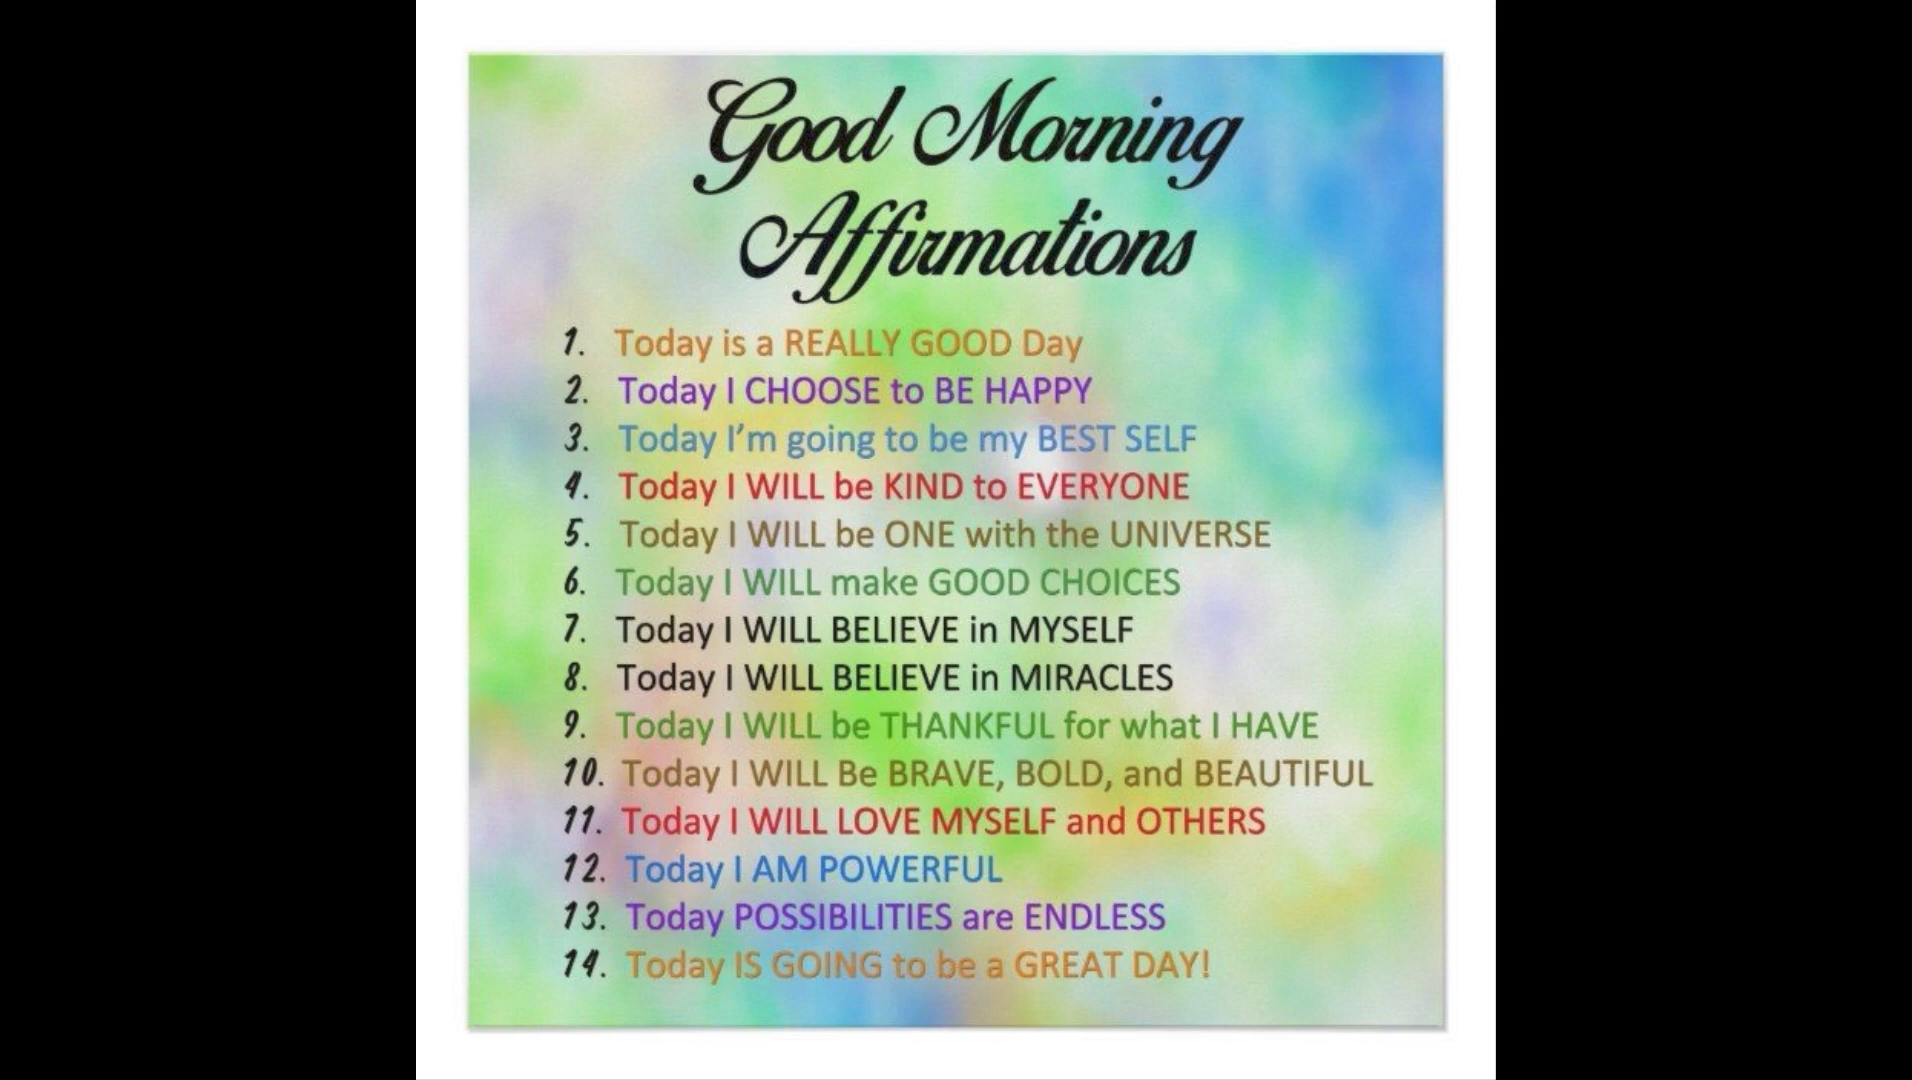 Good Morning
Affirmations
1. Today is a REALLY GOOD Day
2. Today I CHOOSE to BE HAPPY
3. Today I’m going to be my BEST SELF
4. Today I WILL be KIND to EVERYONE
5. Today I WILL be ONE with the UNIVERSE
6. Today I WILL make GOOD CHOICES
7. Today I WILL BELIEVE in MYSELF
8. Today I WILL BELIEVE in MIRACLES
9. Today I WILL be THANKFUL for what I HAVE
10. Today I WILL Be BRAVE, BOLD, and BEAUTIFUL
11. Today I WILL LOVE MYSELF and OTHERS
12. Today I AM POWERFUL
13. Today POSSIBILITIES are ENDLESS
14. Today IS GOING to be a GREAT DAY!